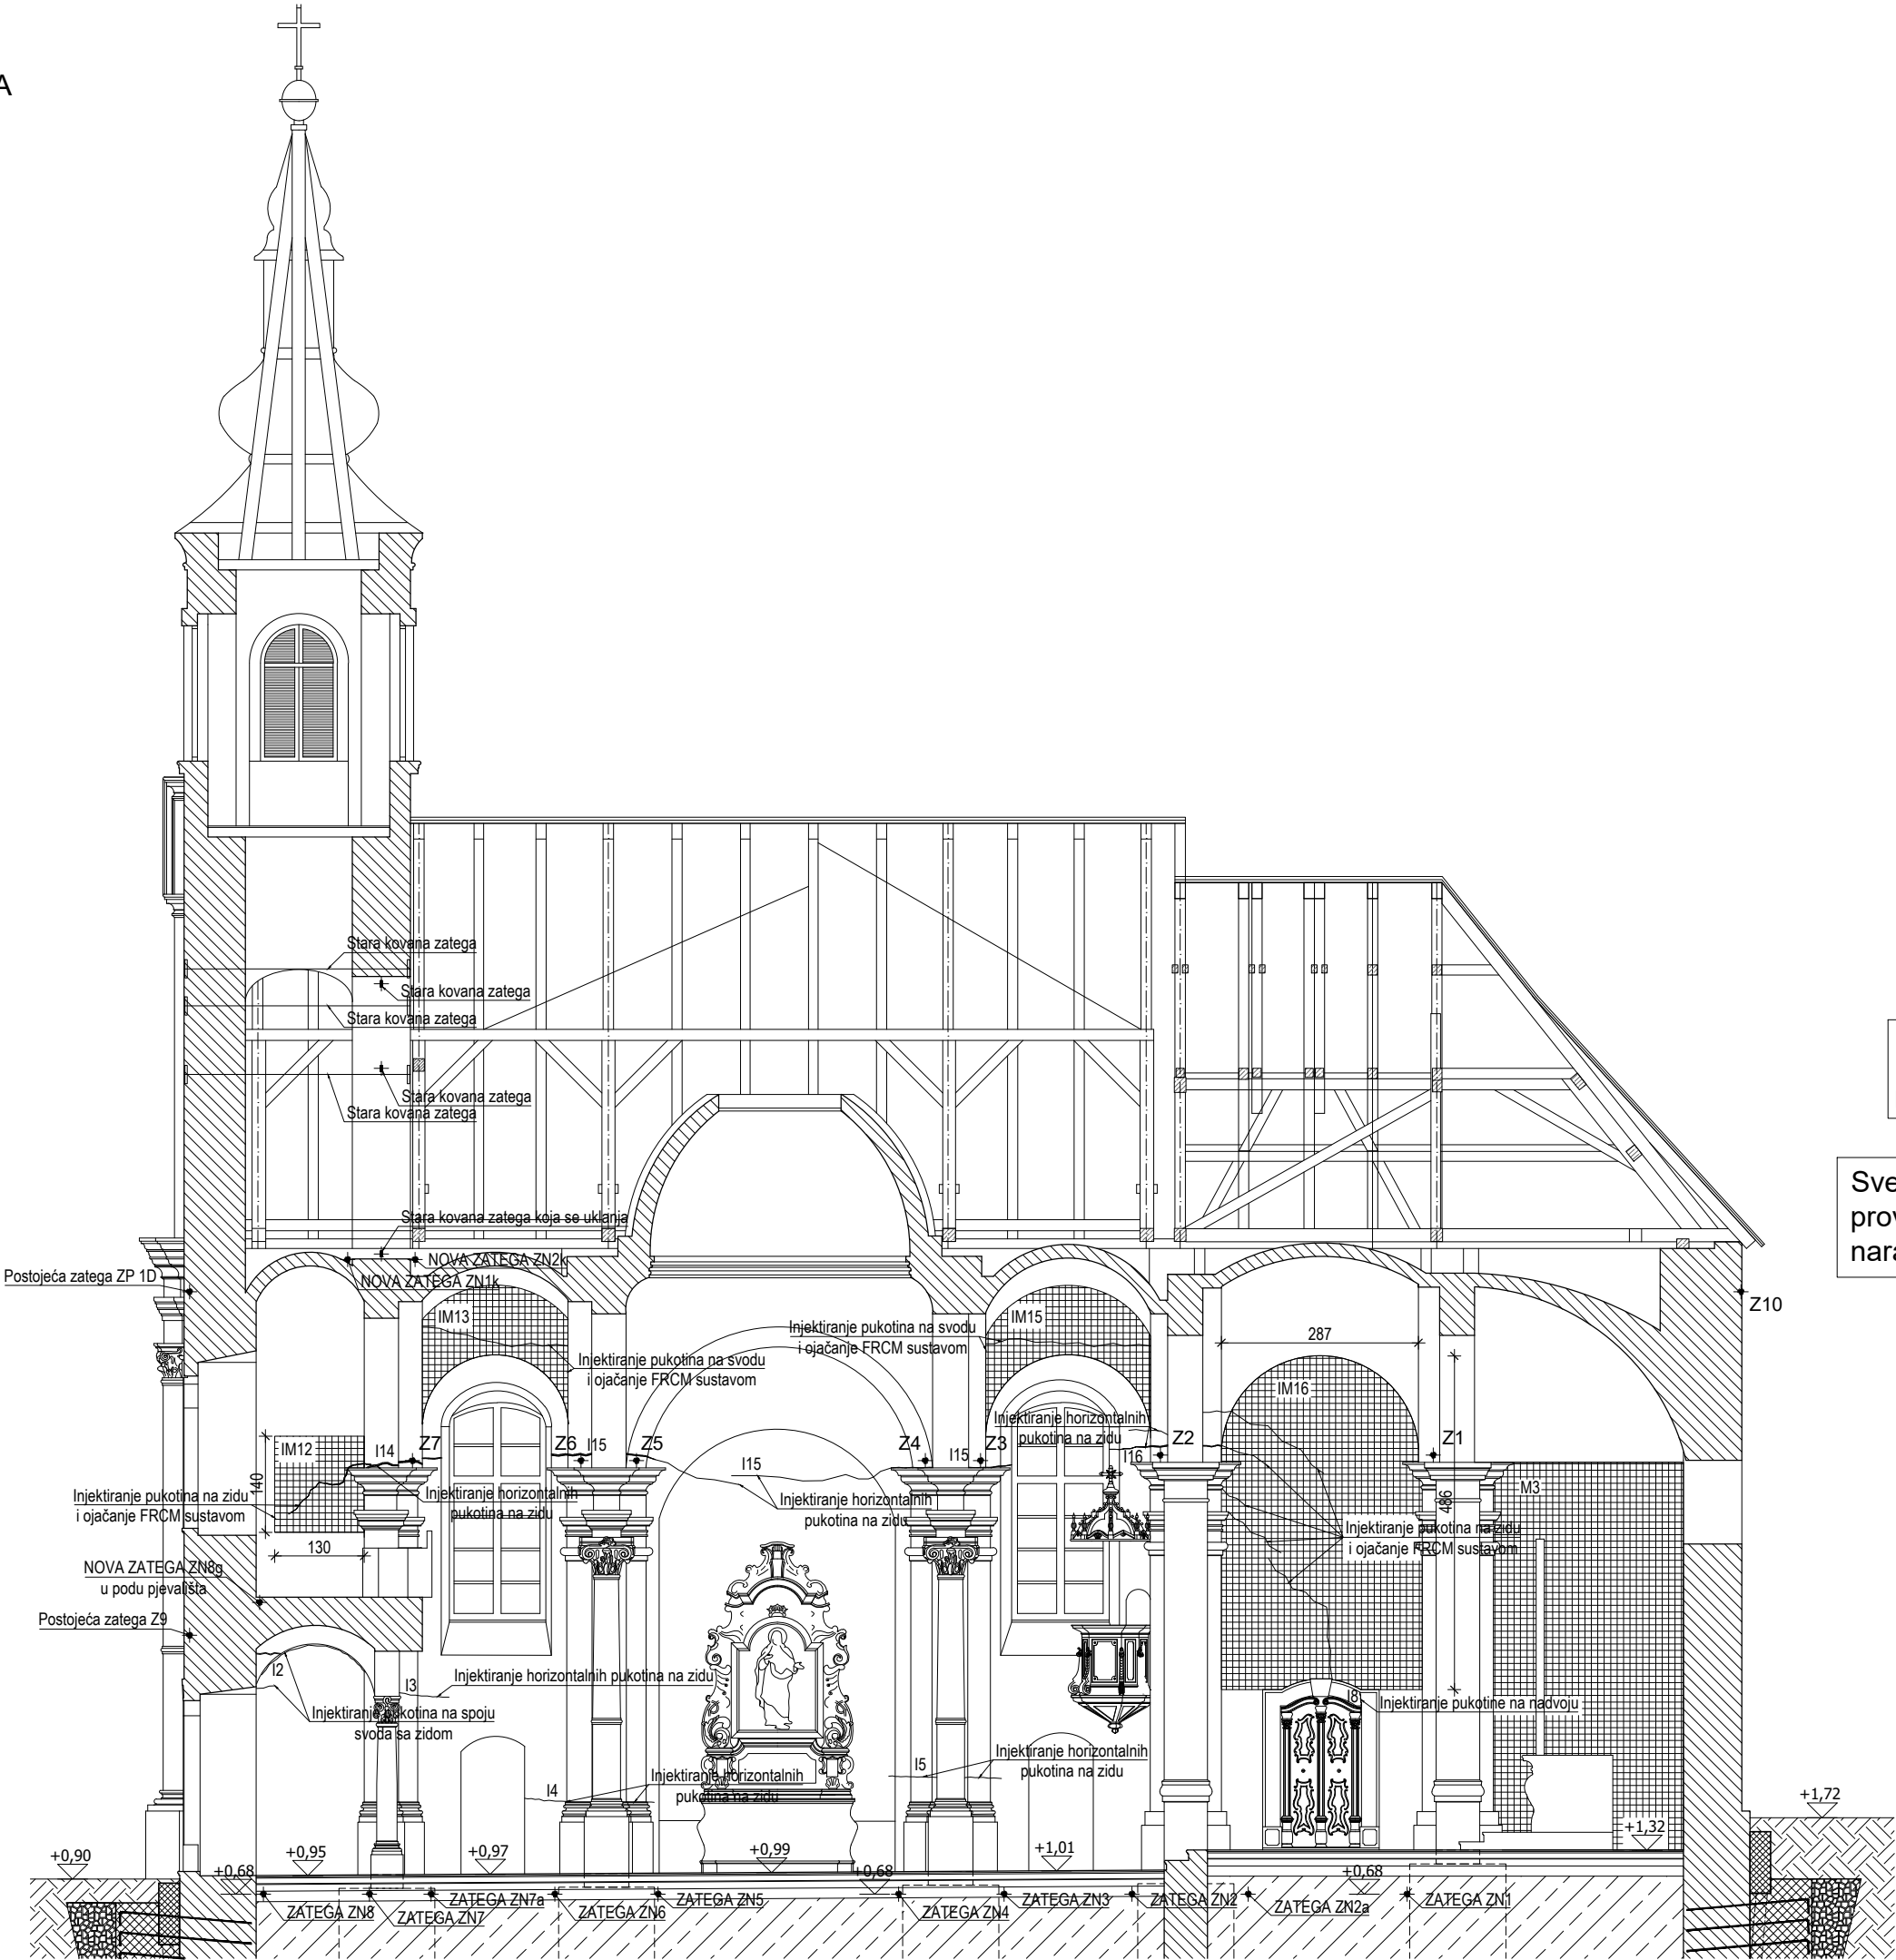 A
Stara kovana zatega
Stara kovana zatega
Stara kovana zatega
Stara kovana zatega
Stara kovana zatega
Sve
prov
nara
Stara kovana zatega koja se uklanja
NOVA ZATEGA ZN2k
NOVA ZATEGA ZN1k
Postojeća zatega ZP 1D
Z10
IM13
IM15
Injektiranje pukotina na svodu
i ojačanje FRCM sustavom
287
Injektiranje pukotina na svodu
i ojačanje FRCM sustavom
IM16
Injektiranje horizontalnih
pukotina na zidu
IM12
I14
Z7
Z6
I15
Z5
Z4
I15
Z3
I16
Z2
Z1
I15
140
Injektiranje pukotina na zidu
i ojačanje FRCM sustavom
Injektiranje horizontalnih
pukotina na zidu
Injektiranje horizontalnih
pukotina na zidu
486
M3
Injektiranje pukotina na zidu
i ojačanje FRCM sustavom
130
NOVA ZATEGA ZN8g
u podu pjevališta
Postojeća zatega Z9
I2
I3
Injektiranje horizontalnih pukotina na zidu
Injektiranje pukotina na spoju
svoda sa zidom
I8
Injektiranje pukotine na nadvoju
I4
Injektiranje horizontalnih
pukotina na zidu
I5
Injektiranje horizontalnih
pukotina na zidu
+1,72
+1,32
+0,90
+0,95
+0,97
+0,99
+1,01
+0,68
+0,68
+0,68
ZATEGA ZN8
ZATEGA ZN7
ZATEGA ZN7a
ZATEGA ZN6
ZATEGA ZN5
ZATEGA ZN4
ZATEGA ZN3
ZATEGA ZN2
ZATEGA ZN2a
ZATEGA ZN1